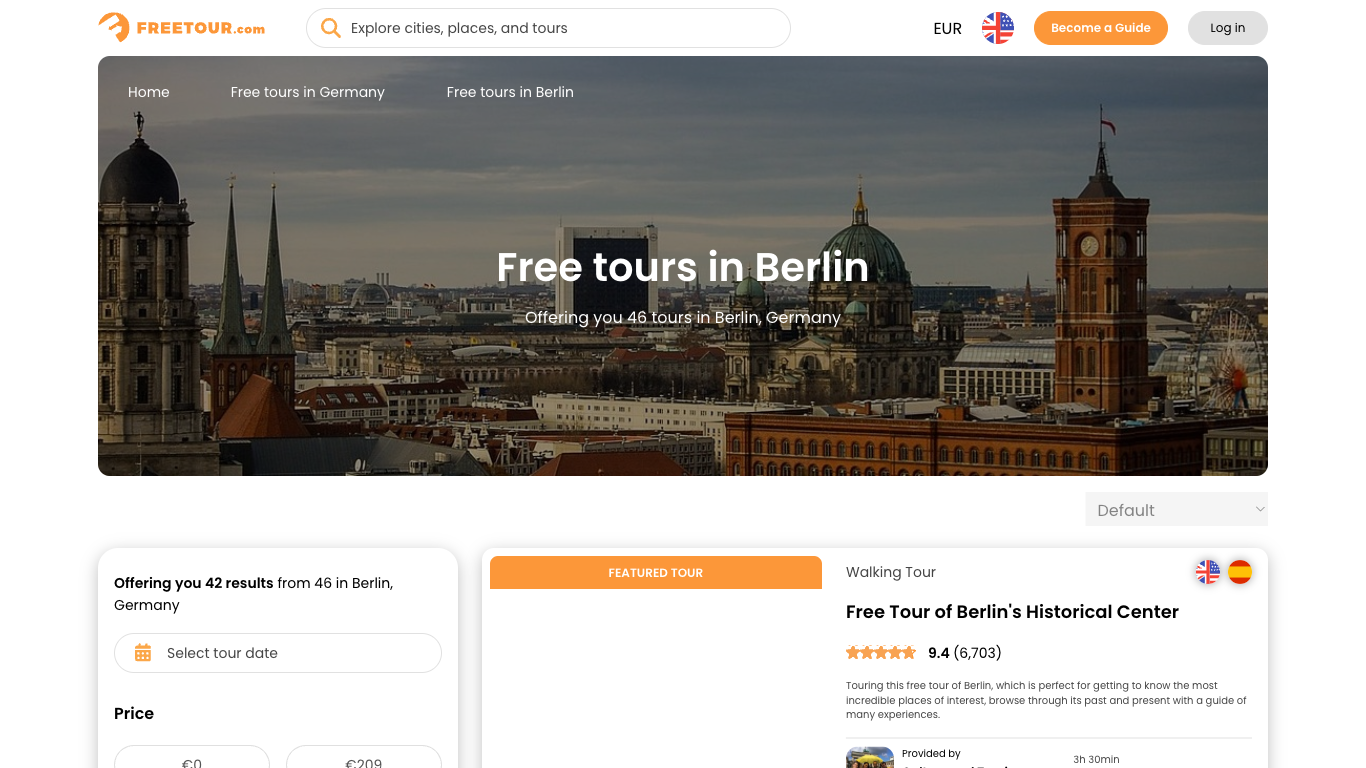 FREETOUR.com
Explore cities, places, and tours
EUR
Become a Guide
Log in
Home
Free tours in Germany
Free tours in Berlin
Free tours in Berlin
Offering you 46 tours in Berlin, Germany
Default
Offering you 42 results from 46 in Berlin,
Germany
Select tour date
Price
€0
€209
FEATURED TOUR
Walking Tour
Free Tour of Berlin's Historical Center
9.4 (6,703)
Touring this free tour of Berlin, which is perfect for getting to know the most
incredible places of interest, browse through its past and present with a guide of
many experiences.
Provided by
3h 30min